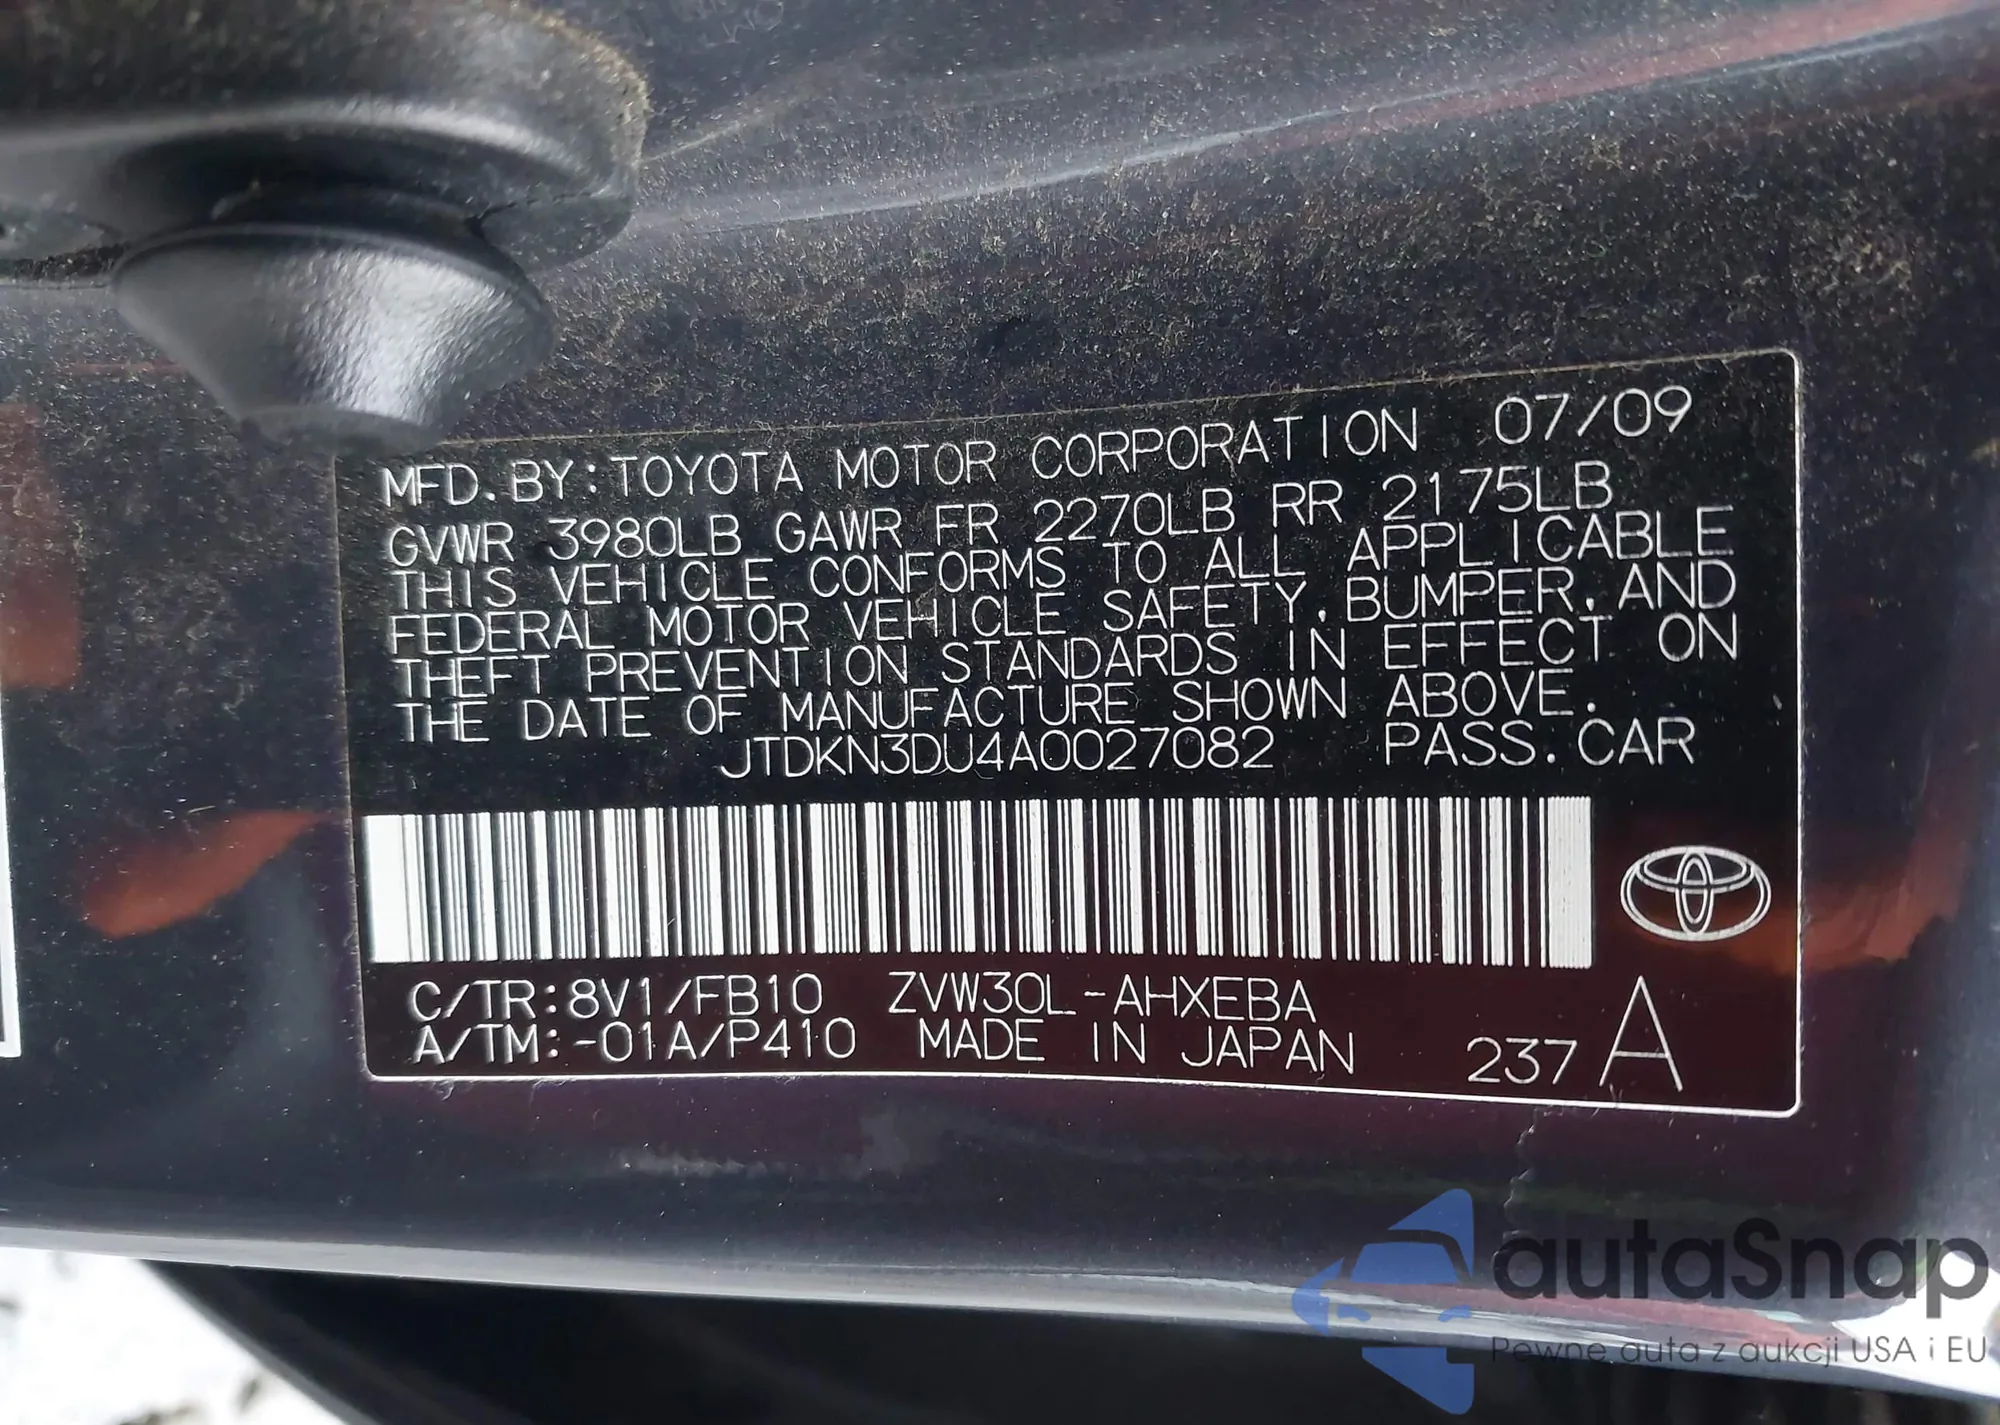 MFD. BY: TOYOTA MOTOR CORPORATION 07/09
GVWR 3980LB GAWR FR 2270LB RR 2175LB
THIS VEHICLE CONFORMS TO ALL APPLICABLE
FEDERAL MOTOR VEHICLE SAFETY, BUMPER, AND
THEFT PREVENTION STANDARDS IN EFFECT ON
THE DATE OF MANUFACTURE SHOWN ABOVE.
JTDKN3DU4A0027082 PASS. CAR
C/TR: 8V1/FB10 ZVW30L-AHXEBA
A/TM: -01A/P410 MADE IN JAPAN 237 A
autaSnap
Pewne auta z aukcji USA i EU